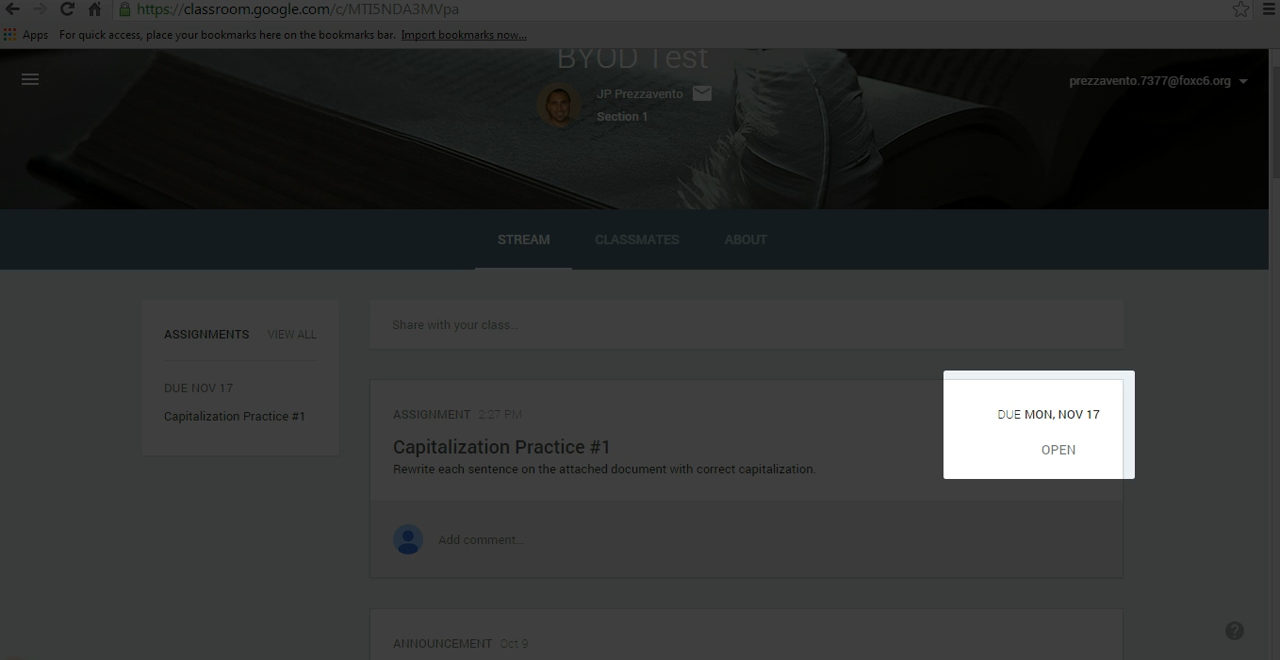 https://classroom.google.com/c/MTI5NDA3MVpa
Apps For quick access, place your bookmarks here on the bookmarks bar. Import bookmarks now...
BYOD Test
JP Prezzavento
Section 1
prezzavento.7377@foxc6.org
STREAM CLASSMATES ABOUT
ASSIGNMENTS VIEW ALL
DUE NOV 17
Capitalization Practice #1
Share with your class...
ASSIGNMENT 2:27 PM
DUE MON, NOV 17
Capitalization Practice #1
OPEN
Rewrite each sentence on the attached document with correct capitalization.
Add comment...
ANNOUNCEMENT Oct 9
?